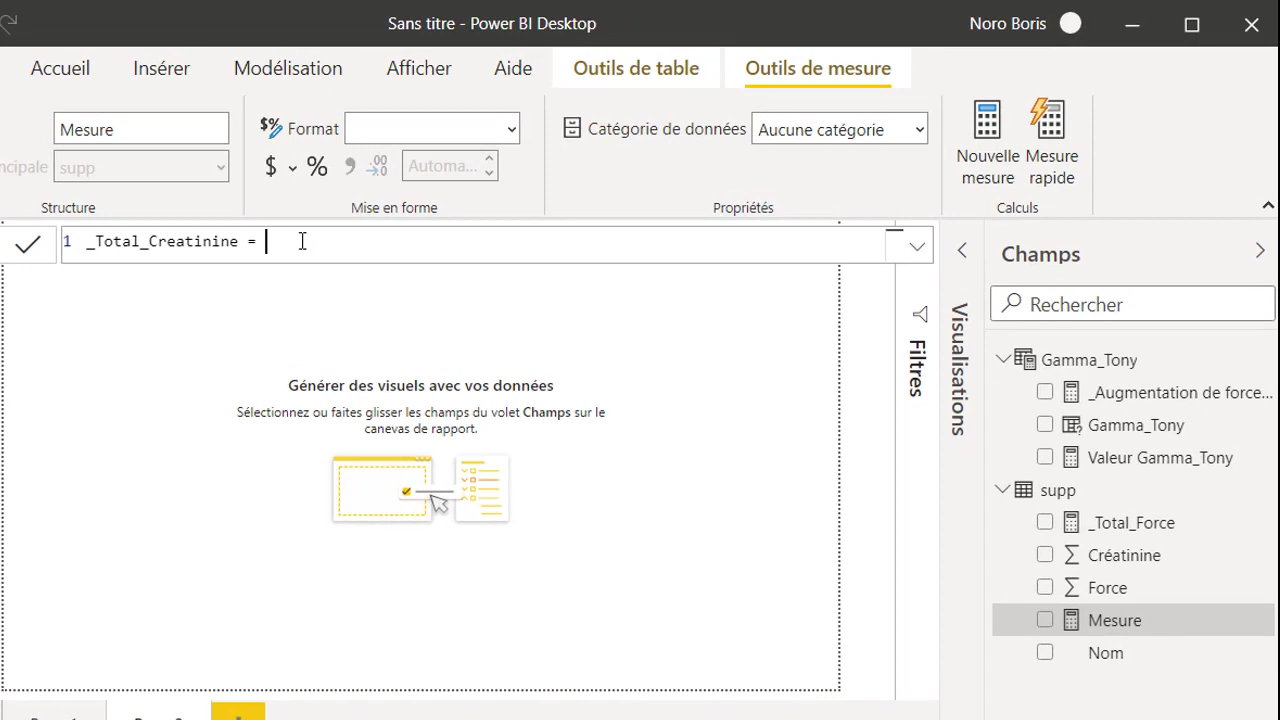 Sans titre - Power BI Desktop
Noro Boris
Accueil
Insérer
Modélisation
Afficher
Aide
Outils de table
Outils de mesure
Mesure
$% Format
Catégorie de données
Aucune catégorie
ncipale
supp
$
%
,00
Automa...
Nouvelle
mesure
Mesure
rapide
Structure
Mise en forme
Propriétés
Calculs
1 _Total_Creatinine =
Champs
Rechercher
Filtres
Visualisations
Générer des visuels avec vos données
Sélectionnez ou faites glisser les champs du volet Champs sur le
canevas de rapport.
Gamma_Tony
_Augmentation de force...
Gamma_Tony
Valeur Gamma_Tony
supp
_Total_Force
Créatinine
Force
Mesure
Nom